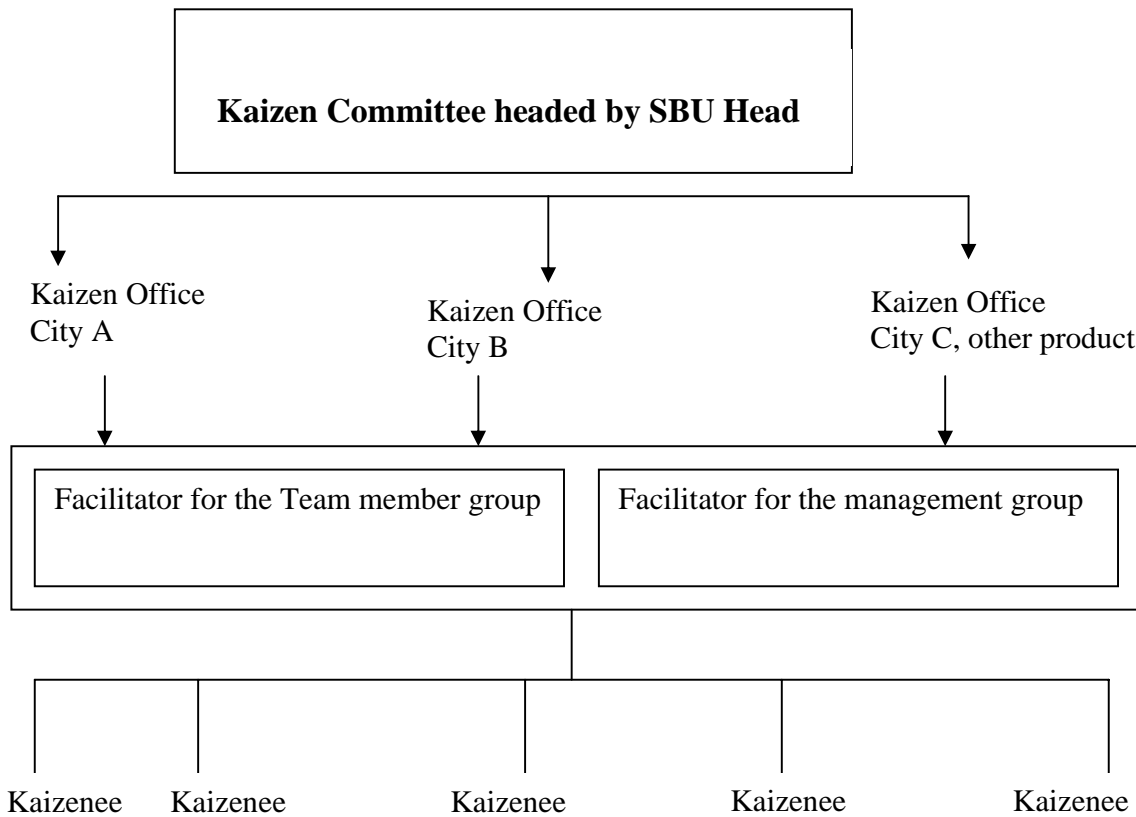 Kaizen Committee headed by SBU Head
Kaizen Office
City A
Kaizen Office
City B
Kaizen Office
City C, other product
Facilitator for the Team member group
Facilitator for the management group
Kaizenee
Kaizenee
Kaizenee
Kaizenee
Kaizenee